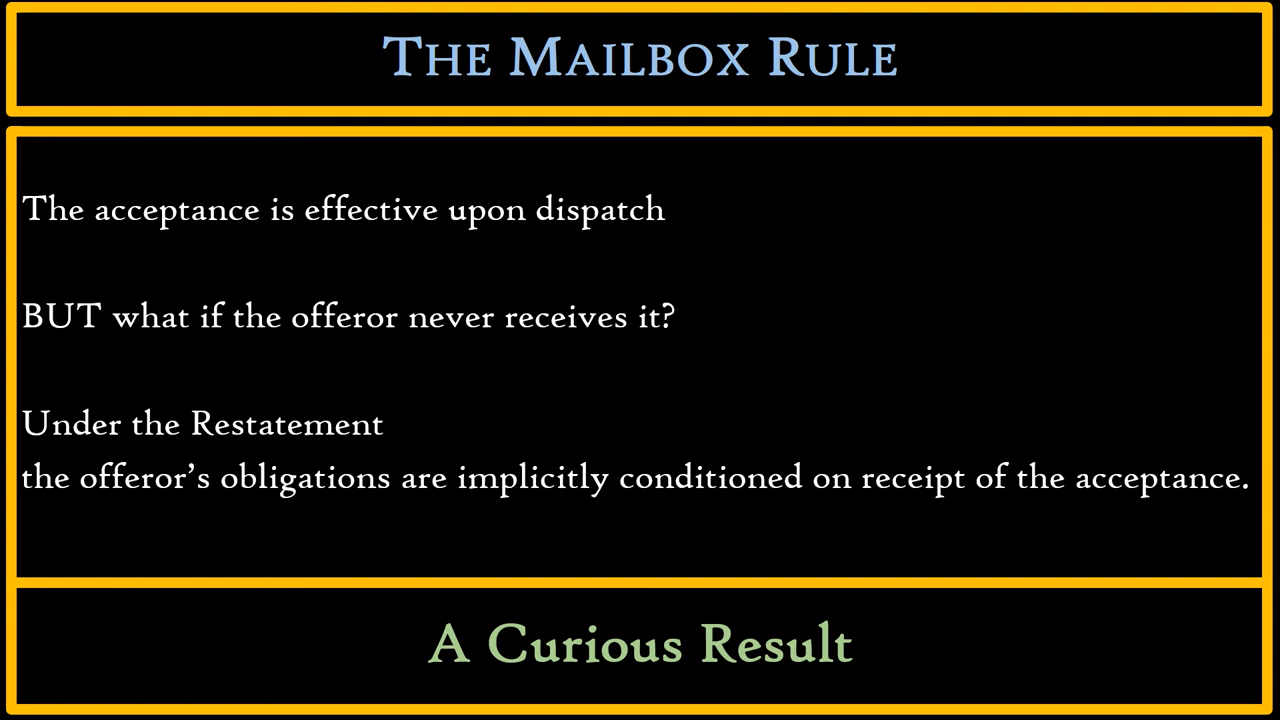 THE MAILBOX RULE
The acceptance is effective upon dispatch
BUT what if the offeror never receives it?
Under the Restatement
the offeror’s obligations are implicitly conditioned on receipt of the acceptance.
A Curious Result